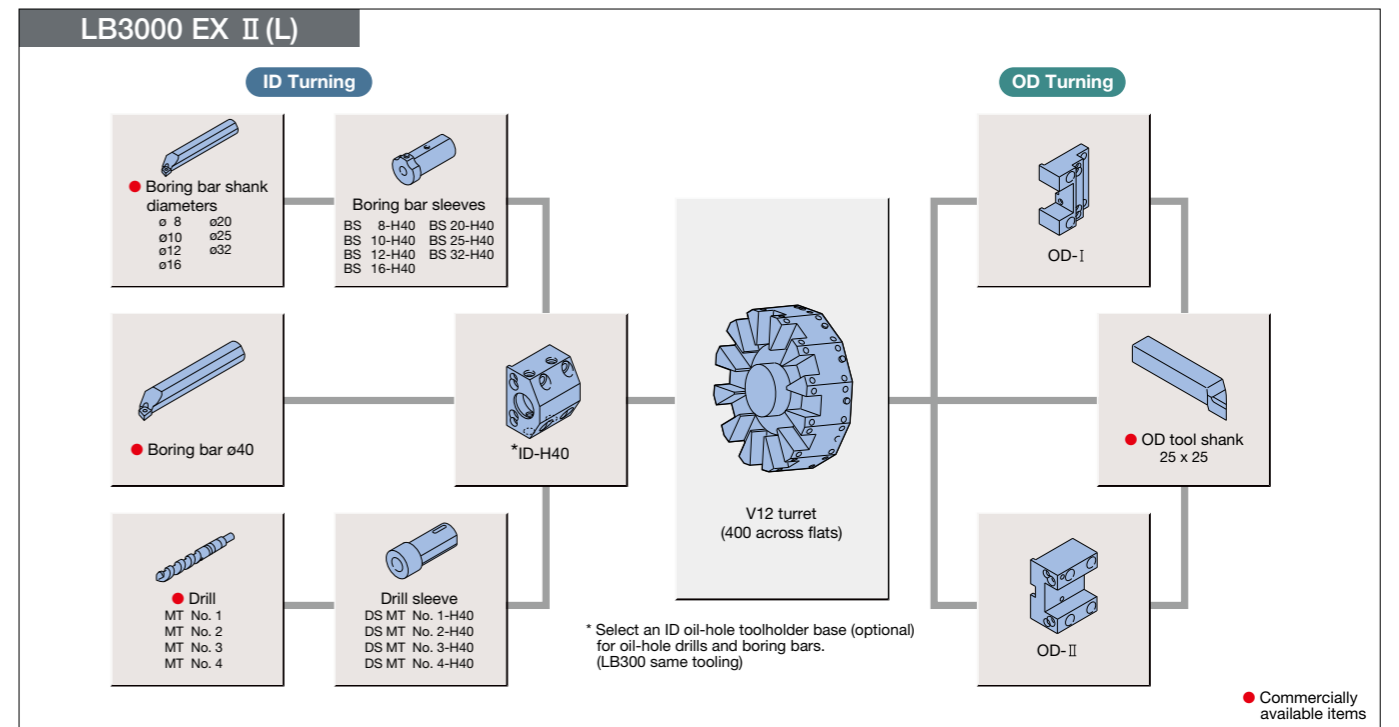 LB3000 EX Ⅱ (L)
ID Turning
OD Turning
● Boring bar shank
diameters
ø 8 ø20
ø10 ø25
ø12 ø32
ø16
Boring bar sleeves
BS 8-H40 BS 20-H40
BS 10-H40 BS 25-H40
BS 12-H40 BS 32-H40
BS 16-H40
OD-Ⅰ
● Boring bar ø40
*ID-H40
V12 turret
(400 across flats)
● OD tool shank
25 x 25
● Drill
MT No. 1
MT No. 2
MT No. 3
MT No. 4
Drill sleeve
DS MT No. 1-H40
DS MT No. 2-H40
DS MT No. 3-H40
DS MT No. 4-H40
* Select an ID oil-hole toolholder base (optional)
for oil-hole drills and boring bars.
(LB300 same tooling)
OD-Ⅱ
● Commercially
available items